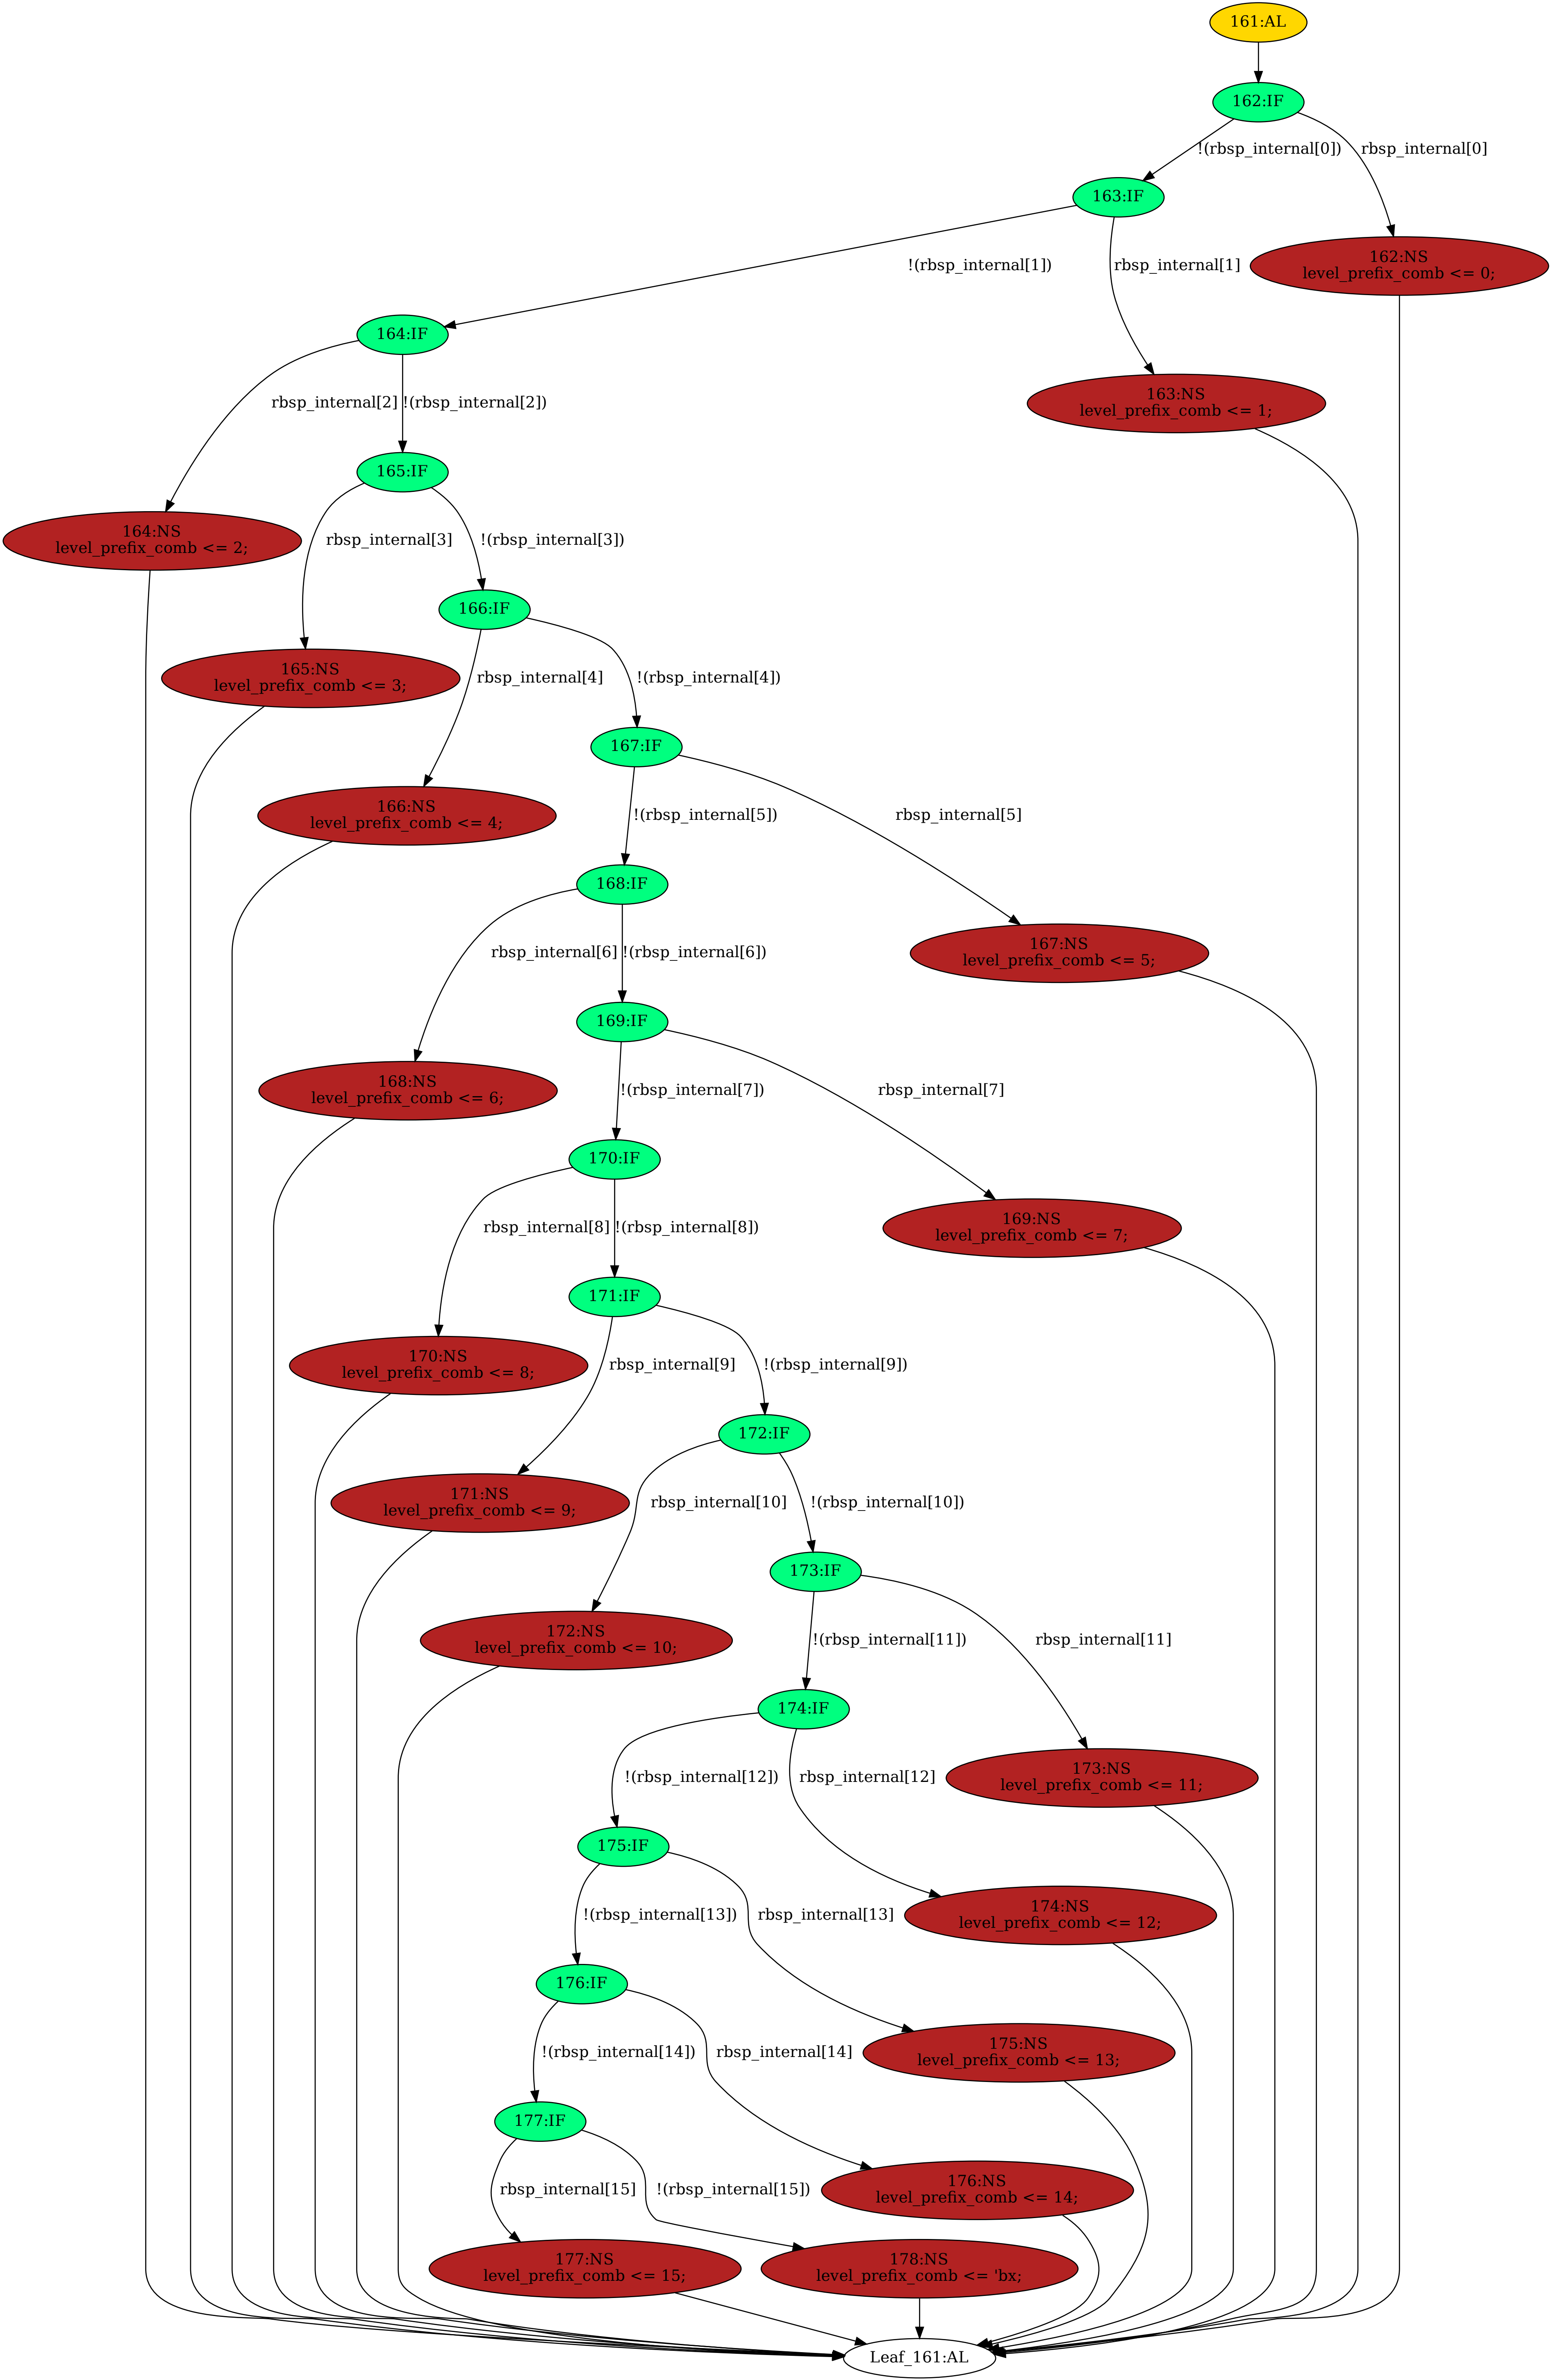 161:AL
162:IF
!(rbsp_internal[0])
rbsp_internal[0]
163:IF
162:NS
level_prefix_comb <= 0;
!(rbsp_internal[1])
rbsp_internal[1]
164:IF
163:NS
level_prefix_comb <= 1;
rbsp_internal[2]
!(rbsp_internal[2])
165:IF
164:NS
level_prefix_comb <= 2;
rbsp_internal[3]
!(rbsp_internal[3])
166:IF
165:NS
level_prefix_comb <= 3;
rbsp_internal[4]
!(rbsp_internal[4])
167:IF
166:NS
level_prefix_comb <= 4;
!(rbsp_internal[5])
rbsp_internal[5]
168:IF
167:NS
level_prefix_comb <= 5;
rbsp_internal[6]
!(rbsp_internal[6])
169:IF
168:NS
level_prefix_comb <= 6;
!(rbsp_internal[7])
rbsp_internal[7]
170:IF
169:NS
level_prefix_comb <= 7;
rbsp_internal[8]
!(rbsp_internal[8])
171:IF
170:NS
level_prefix_comb <= 8;
rbsp_internal[9]
!(rbsp_internal[9])
172:IF
171:NS
level_prefix_comb <= 9;
rbsp_internal[10]
!(rbsp_internal[10])
173:IF
172:NS
level_prefix_comb <= 10;
!(rbsp_internal[11])
rbsp_internal[11]
174:IF
173:NS
level_prefix_comb <= 11;
!(rbsp_internal[12])
rbsp_internal[12]
175:IF
174:NS
level_prefix_comb <= 12;
!(rbsp_internal[13])
rbsp_internal[13]
176:IF
175:NS
level_prefix_comb <= 13;
!(rbsp_internal[14])
rbsp_internal[14]
177:IF
176:NS
level_prefix_comb <= 14;
rbsp_internal[15]
!(rbsp_internal[15])
177:NS
level_prefix_comb <= 15;
178:NS
level_prefix_comb <= 'bx;
Leaf_161:AL